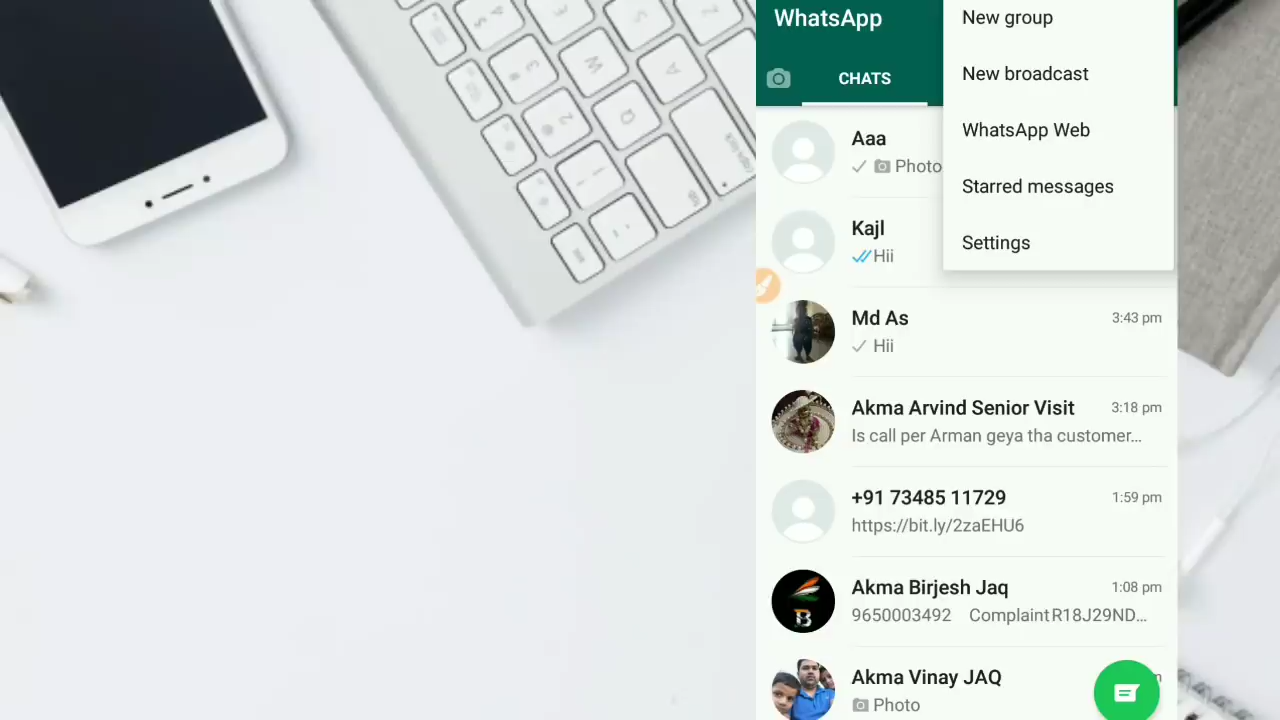 WhatsApp
New group
New broadcast
WhatsApp Web
Starred messages
Settings
CHATS
Aaa
Photo
Kajl
Hii
Md As
3:43 pm
Hii
Akma Arvind Senior Visit
3:18 pm
Is call per Arman geya tha customer...
+91 73485 11729
1:59 pm
https://bit.ly/2zaEHU6
Akma Birjesh Jaq
1:08 pm
9650003492 Complaint R18J29ND...
Akma Vinay JAQ
Photo